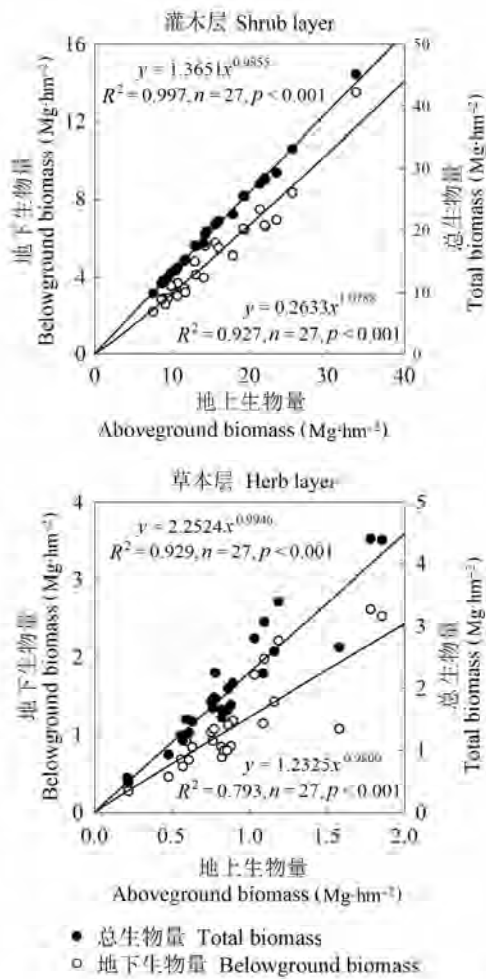 灌木层 Shrub layer
16
50
y = 1.3651x^0.9855
R² = 0.997, n = 27, p < 0.001
12
40
地下生物量
Belowground biomass (Mg·hm⁻²)
8
30
总生物量
Total biomass (Mg·hm⁻²)
20
4
10
y = 0.2633x
R² = 0.927, n = 27, p < 0.001
0
0
0 10 20 30 40
地上生物量
Aboveground biomass (Mg·hm⁻²)
草本层 Herb layer
4
5
y = 2.2524x^0.9946
R² = 0.929, n = 27, p < 0.001
3
4
地下生物量
Belowground biomass (Mg·hm⁻²)
2
3
总生物量
Total biomass (Mg·hm⁻²)
2
1
1
y = 1.2325x^0.9800
R² = 0.793, n = 27, p < 0.001
0
0
0.0 0.5 1.0 1.5 2.0
地上生物量
Aboveground biomass (Mg·hm⁻²)
● 总生物量 Total biomass
○ 地下生物量 Belowground biomass